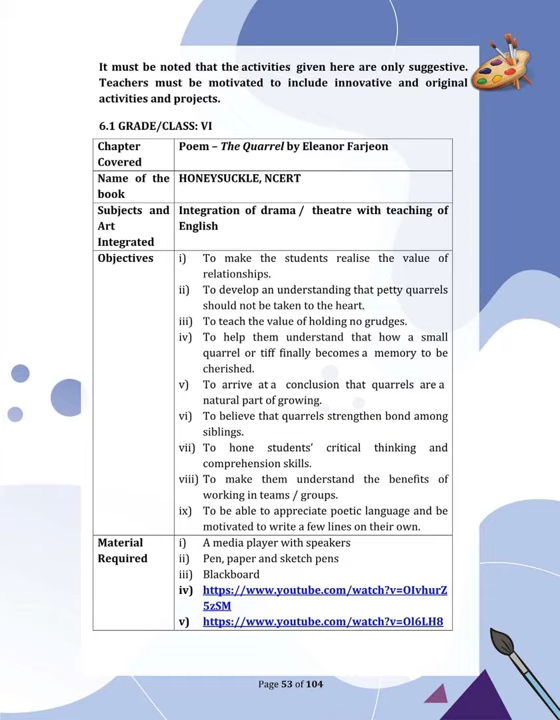 It must be noted that the activities given here are only suggestive.
Teachers must be motivated to include innovative and original
activities and projects.
6.1 GRADE/CLASS: VI
Chapter
Covered
Poem – The Quarrel by Eleanor Farjeon
Name of the
book
HONEYSUCKLE, NCERT
Subjects and
Art
Integrated
Integration of drama / theatre with teaching of
English
Objectives
i) To make the students realise the value of
relationships.
ii) To develop an understanding that petty quarrels
should not be taken to the heart.
iii) To teach the value of holding no grudges.
iv) To help them understand that how a small
quarrel or tiff finally becomes a memory to be
cherished.
v) To arrive at a conclusion that quarrels are a
natural part of growing.
vi) To believe that quarrels strengthen bond among
siblings.
vii) To hone students' critical thinking and
comprehension skills.
viii) To make them understand the benefits of
working in teams / groups.
ix) To be able to appreciate poetic language and be
motivated to write a few lines on their own.
Material
Required
i) A media player with speakers
ii) Pen, paper and sketch pens
iii) Blackboard
iv) https://www.youtube.com/watch?v=OIvhurZ
5zSM
v) https://www.youtube.com/watch?v=Ol6LH8
Page 53 of 104